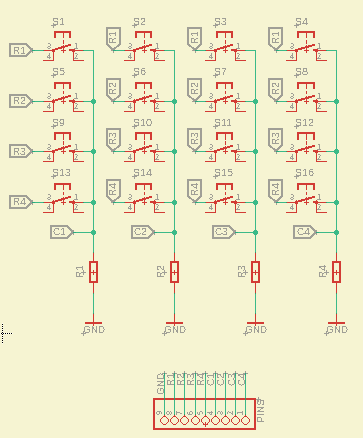 S1 S2 S3 S4
R1 3 4 1 2 R1 3 4 1 2 R1 3 4 1 2 R1 3 4 1 2
S5 S6 S7 S8
R2 3 4 1 2 R2 3 4 1 2 R2 3 4 1 2 R2 3 4 1 2
S9 S10 S11 S12
R3 3 4 1 2 R3 3 4 1 2 R3 3 4 1 2 R3 3 4 1 2
S13 S14 S15 S16
R4 3 4 1 2 R4 3 4 1 2 R4 3 4 1 2 R4 3 4 1 2
C1 C2 C3 C4
R1 R2 R3 R4
GND GND GND GND
GND R1 R2 R3 R4 C1 C2 C3 C4
9 8 7 6 5 4 3 2 1
PINS